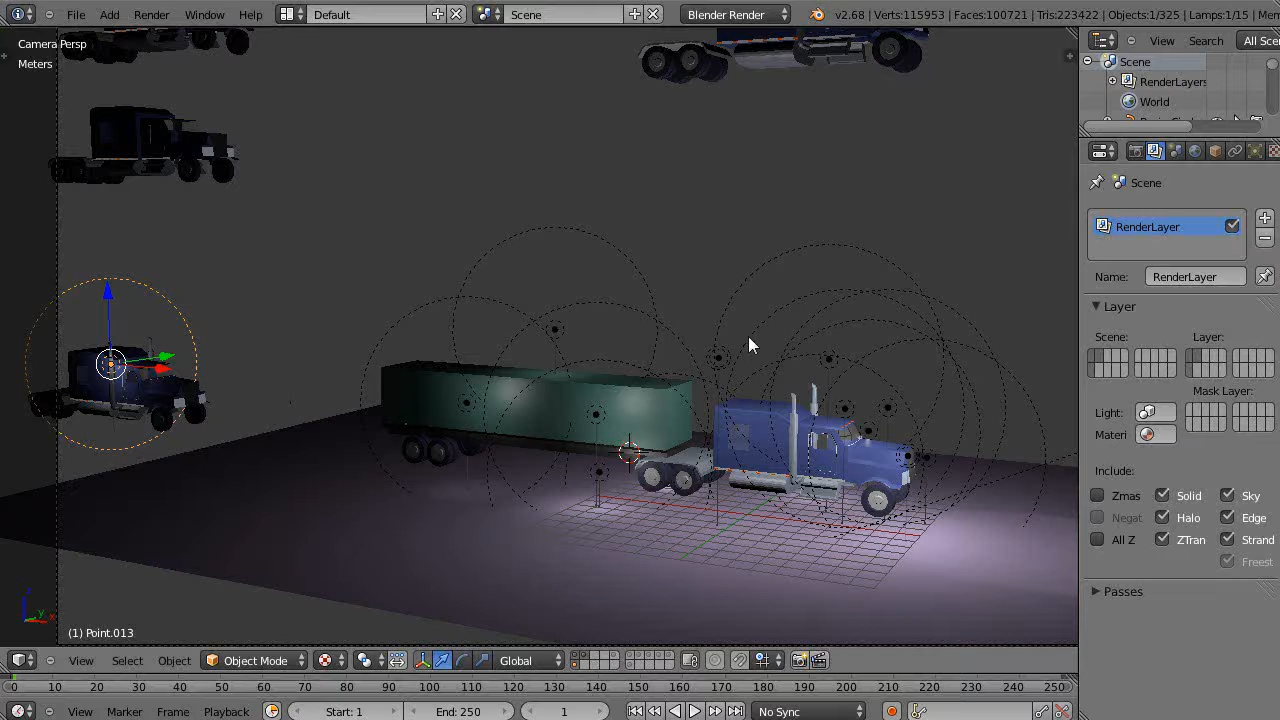 File Add Render Window Help Default Scene Blender Render v2.68 | Verts:115953 | Faces:100721 | Tris:223422 | Objects:1/325 | Lamps:1/15 |
Camera Persp
Meters
View Search All Sce
Scene
RenderLayers
World
Scene
RenderLayer
Name: RenderLayer
Layer
Scene: Layer:
Mask Layer:
Light:
Materi
Include:
Zmas Solid Sky
Negat Halo Edge
All Z ZTran Strand
Freest
Passes
z
y
x
(1) Point.013
View Select Object Object Mode Global
0 10 20 30 40 50 60 70 80 90 100 110 120 130 140 150 160 170 180 190 200 210 220 230 240 250
View Marker Frame Playback Start: 1 End: 250 1 No Sync